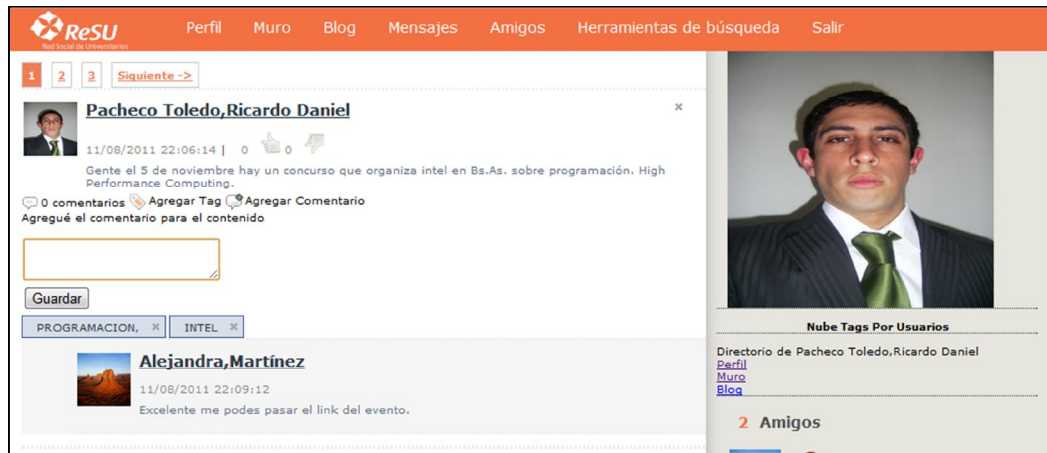 ReSU
Red Social de Universitarios
Perfil Muro Blog Mensajes Amigos Herramientas de búsqueda Salir
1 2 3 Siguiente ->
Pacheco Toledo,Ricardo Daniel
11/08/2011 22:06:14 | 0 0
Gente el 5 de noviembre hay un concurso que organiza intel en Bs.As. sobre programación. High
Performance Computing.
0 comentarios Agregar Tag Agregar Comentario
Agregué el comentario para el contenido
Guardar
PROGRAMACION, × INTEL ×
Alejandra,Martínez
11/08/2011 22:09:12
Excelente me podes pasar el link del evento.
Nube Tags Por Usuarios
Directorio de Pacheco Toledo,Ricardo Daniel
Perfil
Muro
Blog
2 Amigos